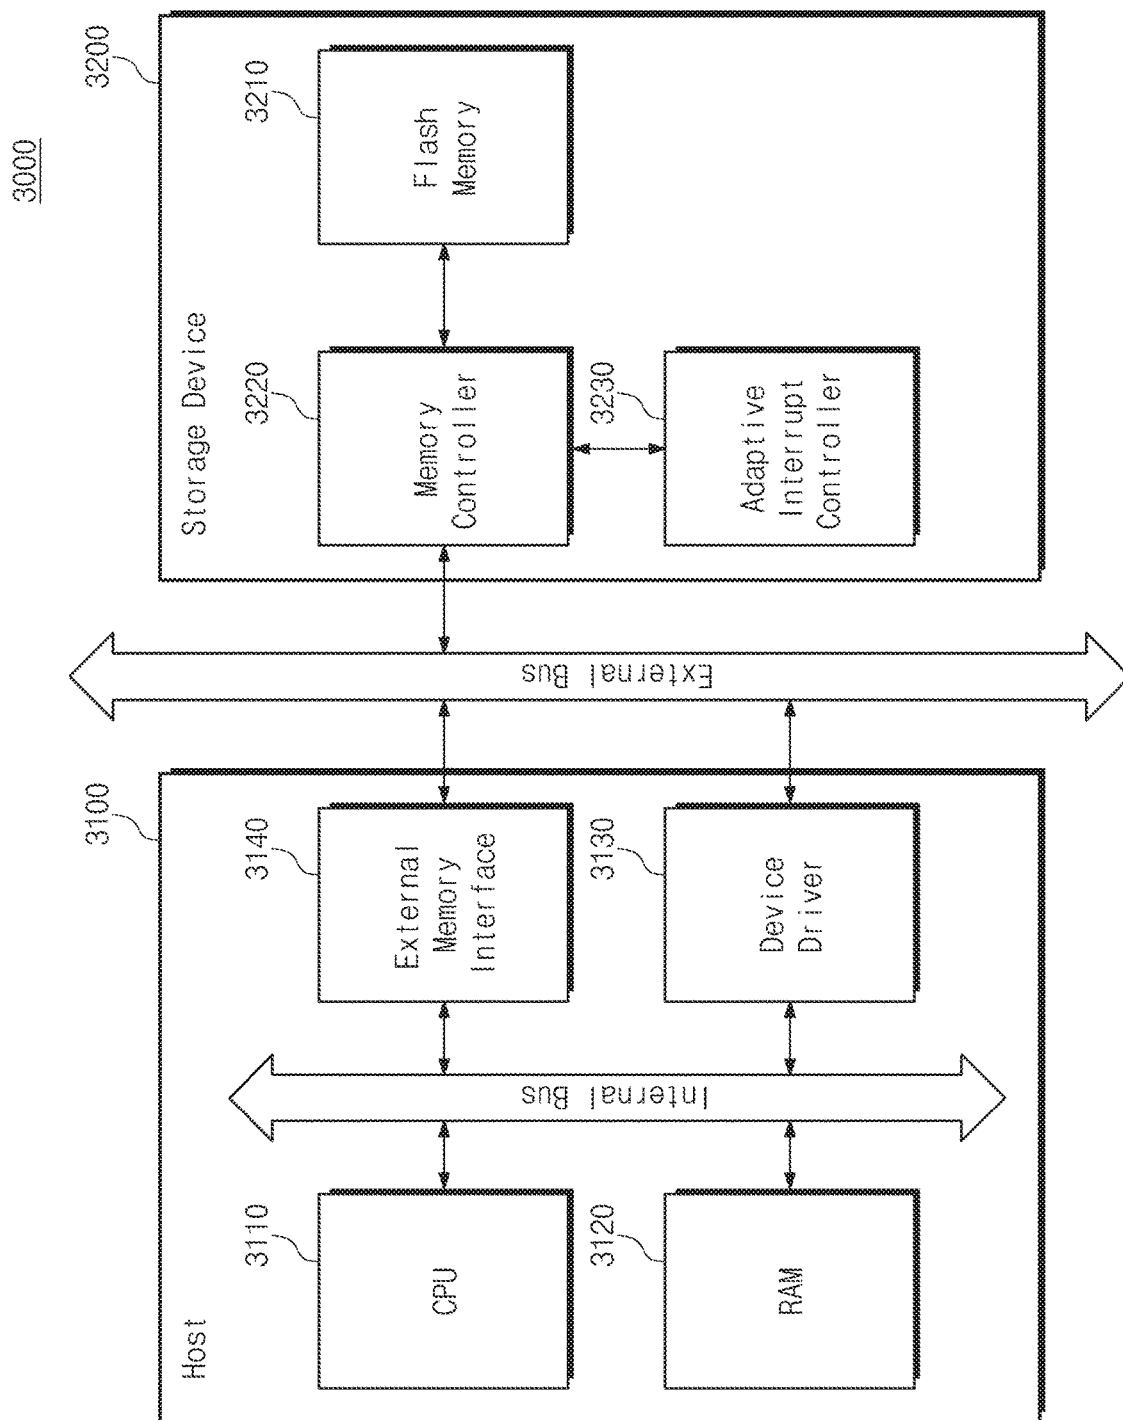 3000
3100
Host
3110
CPU
3120
RAM
Internal Bus
3140
External
Memory
Interface
3130
Device
Driver
External Bus
3200
Storage Device
3220
Memory
Controller
3210
Flash
Memory
3230
Adaptive
Interrupt
Controller